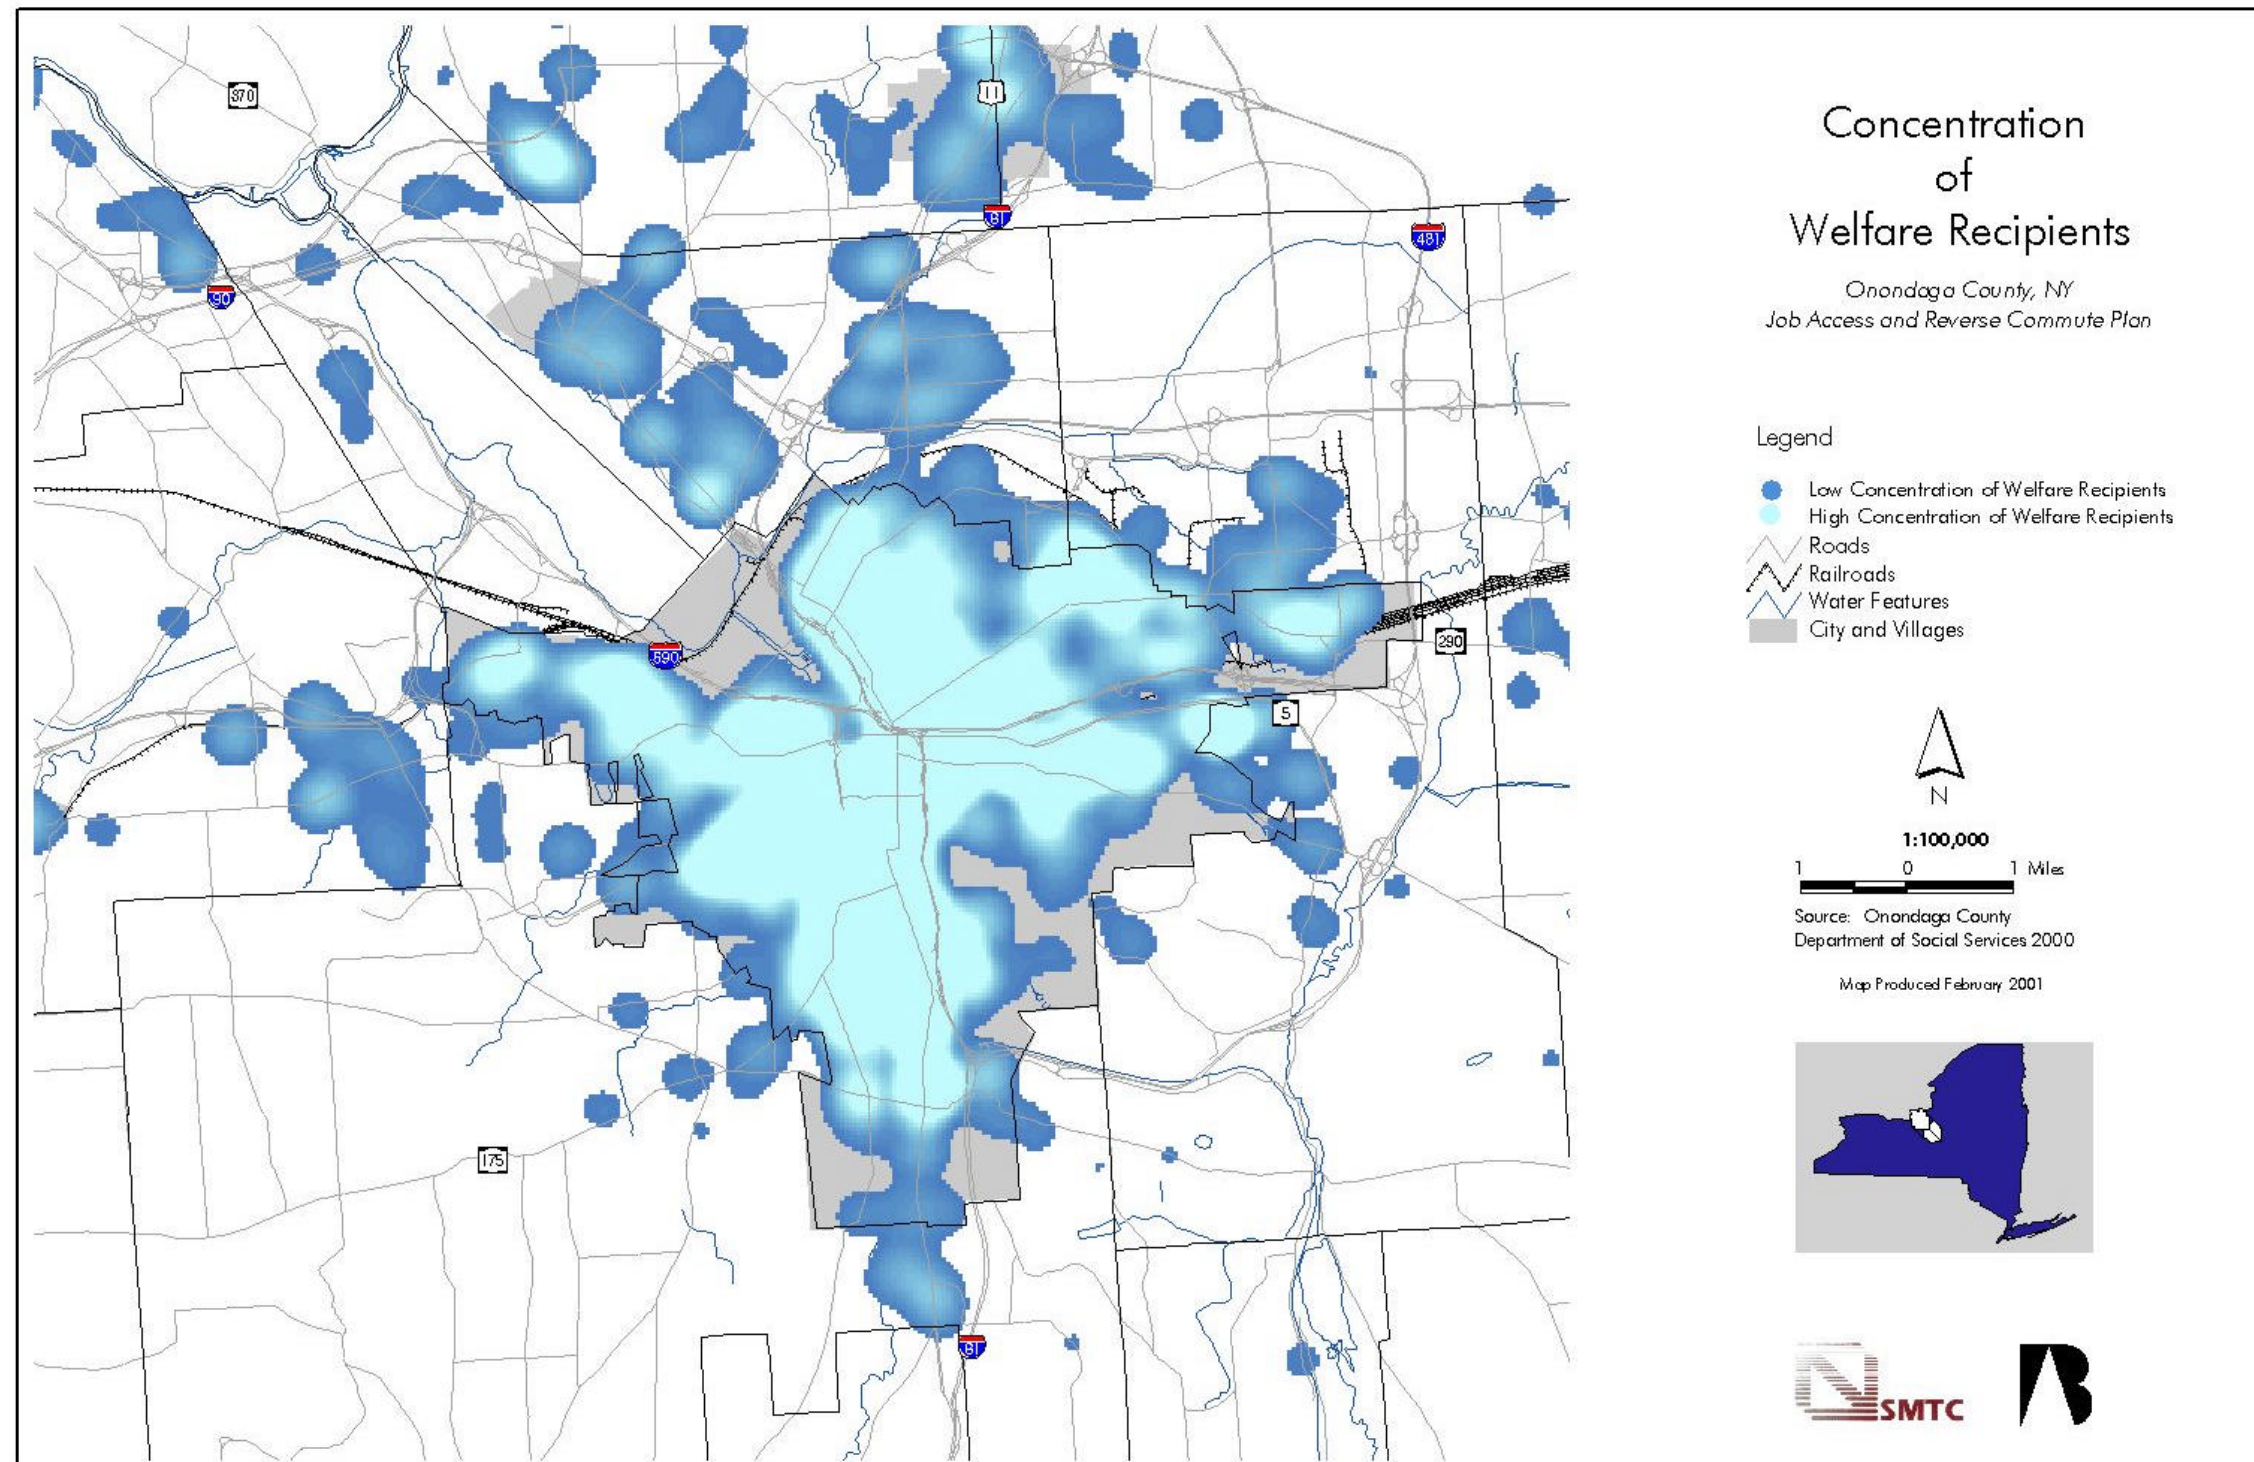 Concentration
of
Welfare Recipients
Onondaga County, NY
Job Access and Reverse Commute Plan
Legend
Low Concentration of Welfare Recipients
High Concentration of Welfare Recipients
Roads
Railroads
Water Features
City and Villages
N
1:100,000
1 0 1 Miles
Source: Onondaga County
Department of Social Services 2000
Map Produced February 2001
SMTC
370
11
81
481
90
690
290
5
175
81